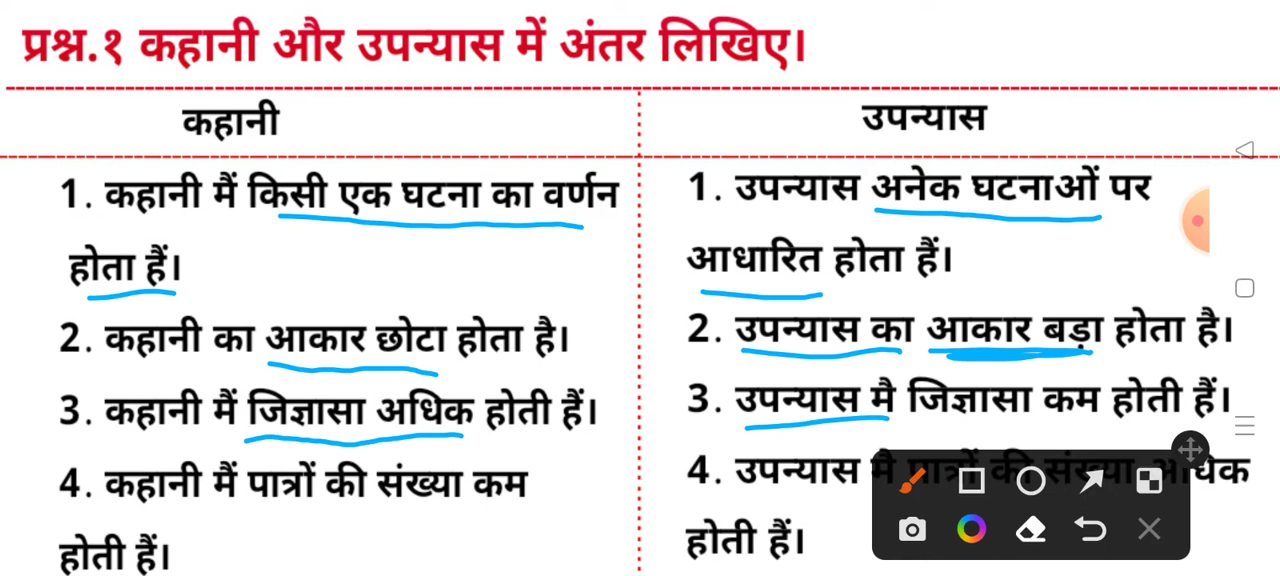 प्रश्न.१ कहानी और उपन्यास में अंतर लिखिए।
कहानी
1. कहानी मैं किसी एक घटना का वर्णन
होता हैं।
2. कहानी का आकार छोटा होता है।
3. कहानी मैं जिज्ञासा अधिक होती हैं।
4. कहानी मैं पात्रों की संख्या कम
होती हैं।
उपन्यास
1. उपन्यास अनेक घटनाओं पर
आधारित होता हैं।
2. उपन्यास का आकार बड़ा होता है।
3. उपन्यास मै जिज्ञासा कम होती हैं।
4. उपन्यास मै पात्रों की संख्या अधिक
होती हैं।